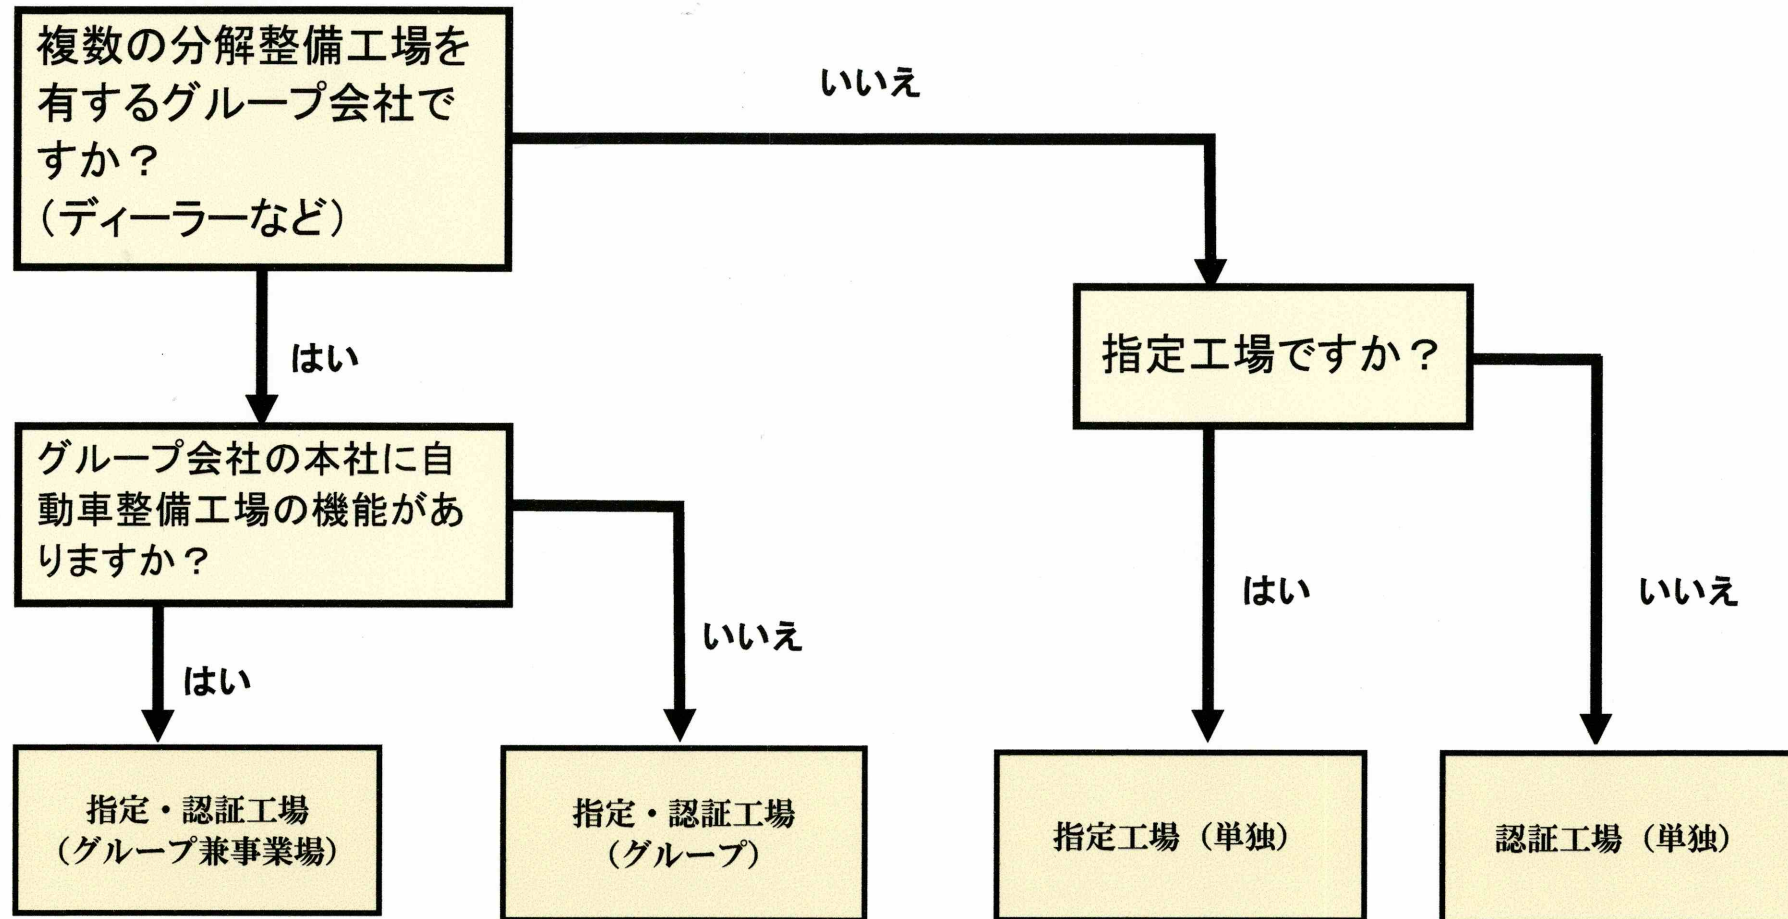 複数の分解整備工場を
有するグループ会社で
すか？
（ディーラーなど）
いいえ
はい
指定工場ですか？
グループ会社の本社に自
動車整備工場の機能があ
りますか？
はい
いいえ
はい
いいえ
指定・認証工場
（グループ兼事業場）
指定・認証工場
（グループ）
指定工場（単独）
認証工場（単独）